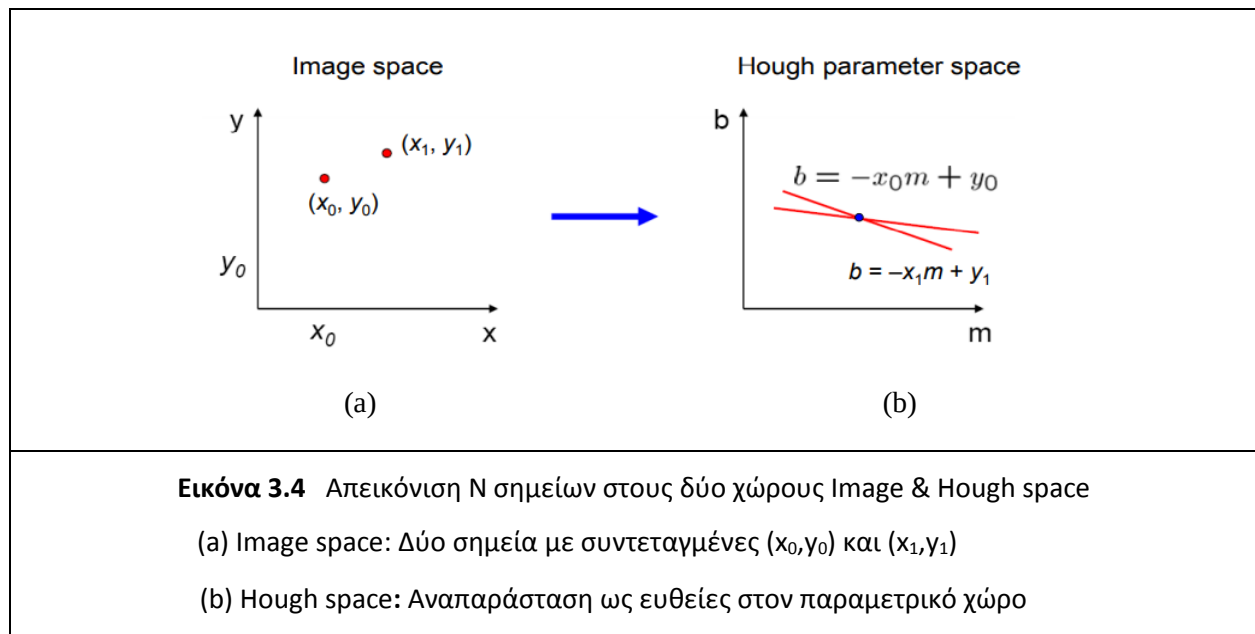 Image space
Hough parameter space
y
(x₁, y₁)
(x₀, y₀)
y₀
x₀
x
b
b = −x₀m + y₀
b = –x₁m + y₁
m
(a)
(b)
Εικόνα 3.4 Απεικόνιση Ν σημείων στους δύο χώρους Image & Hough space
(a) Image space: Δύο σημεία με συντεταγμένες (x₀,y₀) και (x₁,y₁)
(b) Hough space: Αναπαράσταση ως ευθείες στον παραμετρικό χώρο